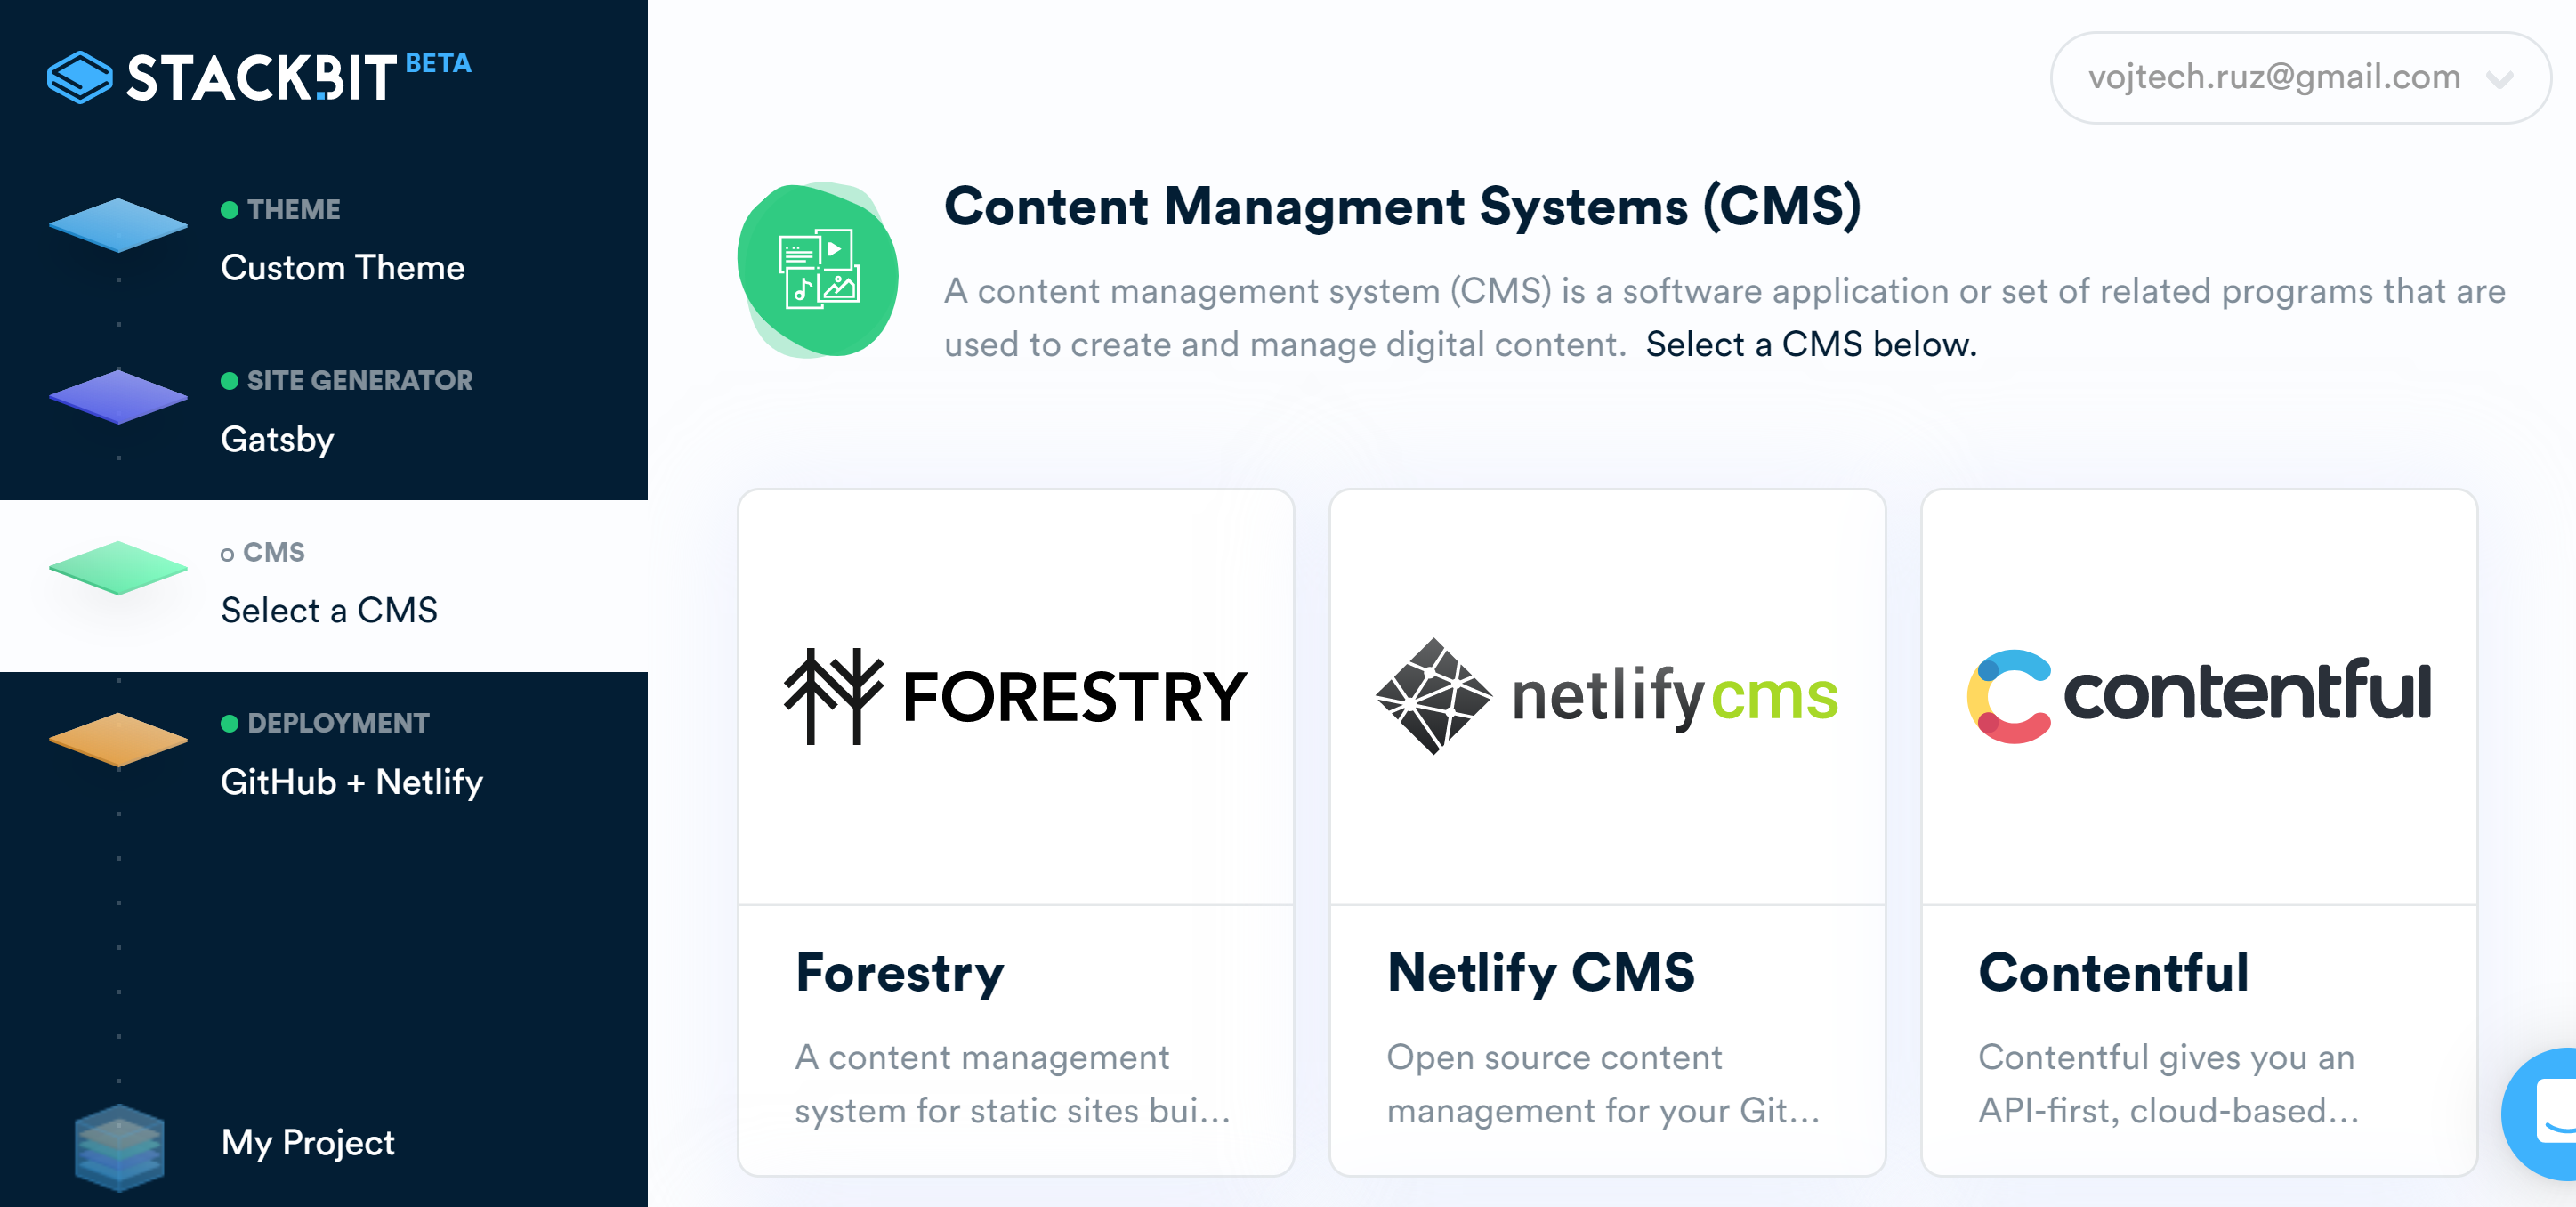 STACKBIT BETA
THEME
Custom Theme
SITE GENERATOR
Gatsby
CMS
Select a CMS
DEPLOYMENT
GitHub + Netlify
My Project
vojtech.ruz@gmail.com
Content Managment Systems (CMS)
A content management system (CMS) is a software application or set of related programs that are
used to create and manage digital content. Select a CMS below.
FORESTRY
Forestry
A content management
system for static sites bui...
netlifycms
Netlify CMS
Open source content
management for your Git...
contentful
Contentful
Contentful gives you an
API-first, cloud-based...